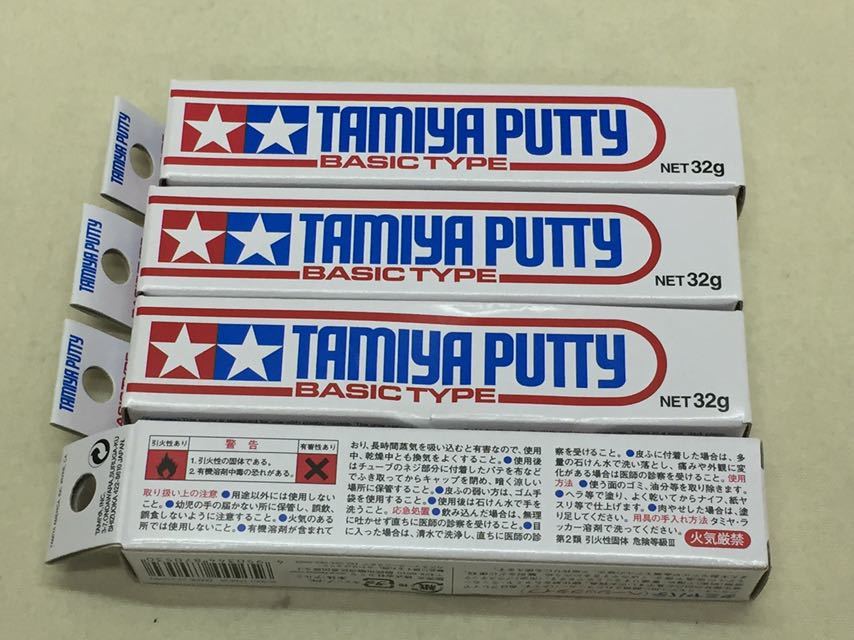 TAMIYA PUTTY
TAMIYA PUTTY
BASIC TYPE
NET 32g
TAMIYA PUTTY
TAMIYA PUTTY
BASIC TYPE
NET 32g
TAMIYA PUTTY
TAMIYA PUTTY
BASIC TYPE
NET 32g
TAMIYA, INC.
3-7, ONDAWARA, SURUGA-KU,
SHIZUOKA 422-8610 JAPAN.
引火性あり
警告
有害性あり
1. 引火性の固体である。
2. 有機溶剤中毒の恐れがある。
取り扱い上の注意 ●用途以外には使用しない
こと。●幼児の手の届かない所に保管し、誤飲、
誤食しないように注意すること。●火気のある
所では使用しないこと。●有機溶剤が含まれて
おり、長時間蒸気を吸い込むと有害なので、使用
中、乾燥中とも換気をよくすること。●使用後
はチューブのネジ部分に付着したパテを布など
でふき取ってからキャップを閉め、暗く涼しい
場所に保管すること。●皮ふの弱い方は、ゴム手
袋を使用すること。●使用後は石けん水で手を
洗うこと。応急処置 ●飲み込んだ場合は、無理
に吐かせず直ちに医師の診察を受けること。●目
に入った場合は、清水で洗浄し、直ちに医師の診
察を受けること。●皮ふに付着した場合は、多
量の石けん水で洗い落とし、痛みや外観に変
化がある場合は医師の診察を受けること。使用
方法 ●使う面のゴミ、油分等を取り除きます。
●ヘラ等で塗り、よく乾いてからナイフ、紙ヤ
スリ等で仕上げます。●肉やせした場合は、塗
り足してください。用具の手入れ方法 タミヤ・ラ
ッカー溶剤で洗ってください。
第2類 引火性固体 危険等級III
火気厳禁